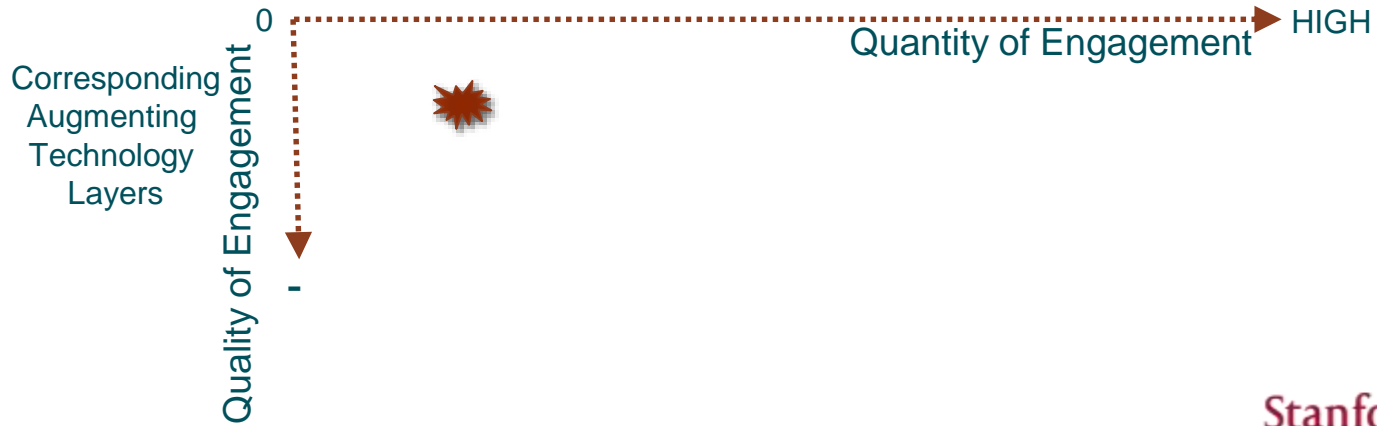 0
HIGH
Quantity of Engagement
Corresponding
Augmenting
Technology
Layers
Quality of Engagement
-